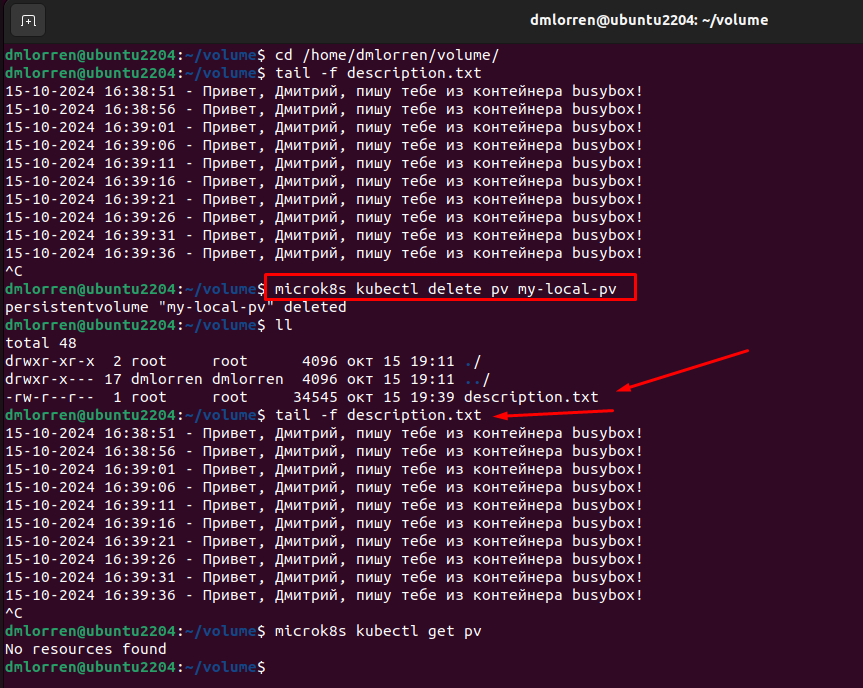 dmlorren@ubuntu2204: ~/volume
dmlorren@ubuntu2204:~/volume$ cd /home/dmlorren/volume/
dmlorren@ubuntu2204:~/volume$ tail -f description.txt
15-10-2024 16:38:51 - Привет, Дмитрий, пишу тебе из контейнера busybox!
15-10-2024 16:38:56 - Привет, Дмитрий, пишу тебе из контейнера busybox!
15-10-2024 16:39:01 - Привет, Дмитрий, пишу тебе из контейнера busybox!
15-10-2024 16:39:06 - Привет, Дмитрий, пишу тебе из контейнера busybox!
15-10-2024 16:39:11 - Привет, Дмитрий, пишу тебе из контейнера busybox!
15-10-2024 16:39:16 - Привет, Дмитрий, пишу тебе из контейнера busybox!
15-10-2024 16:39:21 - Привет, Дмитрий, пишу тебе из контейнера busybox!
15-10-2024 16:39:26 - Привет, Дмитрий, пишу тебе из контейнера busybox!
15-10-2024 16:39:31 - Привет, Дмитрий, пишу тебе из контейнера busybox!
15-10-2024 16:39:36 - Привет, Дмитрий, пишу тебе из контейнера busybox!
^C
dmlorren@ubuntu2204:~/volume$ microk8s kubectl delete pv my-local-pv
persistentvolume "my-local-pv" deleted
dmlorren@ubuntu2204:~/volume$ ll
total 48
drwxr-xr-x  2 root     root      4096 окт 15 19:11 ./
drwxr-x--- 17 dmlorren dmlorren  4096 окт 15 19:11 ../
-rw-r--r--  1 root     root     34545 окт 15 19:39 description.txt
dmlorren@ubuntu2204:~/volume$ tail -f description.txt
15-10-2024 16:38:51 - Привет, Дмитрий, пишу тебе из контейнера busybox!
15-10-2024 16:38:56 - Привет, Дмитрий, пишу тебе из контейнера busybox!
15-10-2024 16:39:01 - Привет, Дмитрий, пишу тебе из контейнера busybox!
15-10-2024 16:39:06 - Привет, Дмитрий, пишу тебе из контейнера busybox!
15-10-2024 16:39:11 - Привет, Дмитрий, пишу тебе из контейнера busybox!
15-10-2024 16:39:16 - Привет, Дмитрий, пишу тебе из контейнера busybox!
15-10-2024 16:39:21 - Привет, Дмитрий, пишу тебе из контейнера busybox!
15-10-2024 16:39:26 - Привет, Дмитрий, пишу тебе из контейнера busybox!
15-10-2024 16:39:31 - Привет, Дмитрий, пишу тебе из контейнера busybox!
15-10-2024 16:39:36 - Привет, Дмитрий, пишу тебе из контейнера busybox!
^C
dmlorren@ubuntu2204:~/volume$ microk8s kubectl get pv
No resources found
dmlorren@ubuntu2204:~/volume$